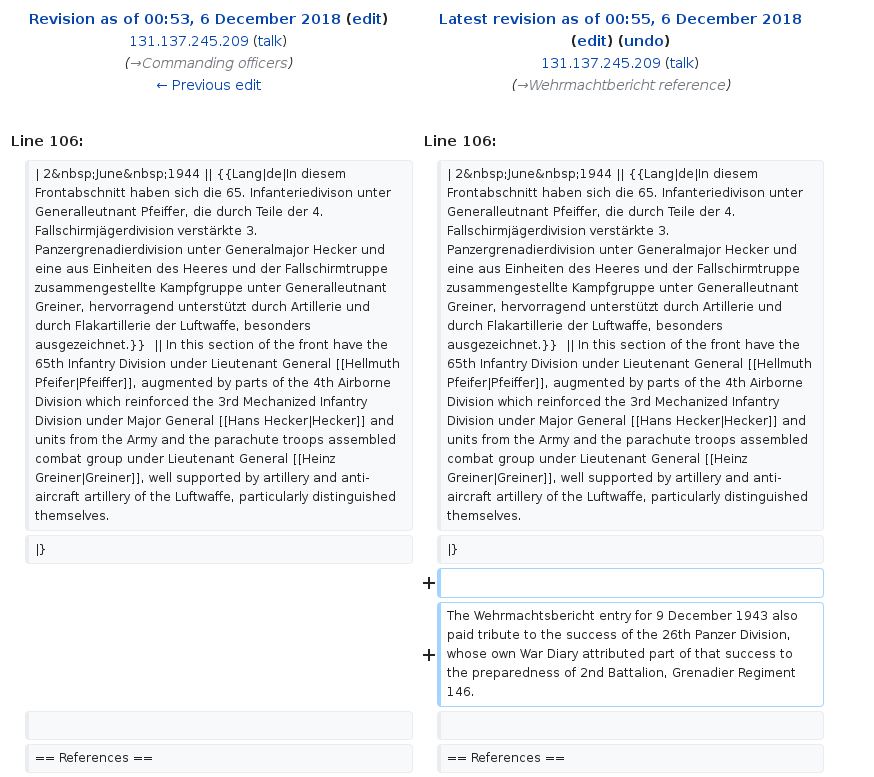 Revision as of 00:53, 6 December 2018 (edit)
131.137.245.209 (talk)
(→Commanding officers)
← Previous edit
Latest revision as of 00:55, 6 December 2018
(edit) (undo)
131.137.245.209 (talk)
(→Wehrmachtbericht reference)
Line 106:
| 2&nbsp;June&nbsp;1944 || {{Lang|de|In diesem
Frontabschnitt haben sich die 65. Infanteriedivison unter
Generalleutnant Pfeiffer, die durch Teile der 4.
Fallschirmjägerdivision verstärkte 3.
Panzergrenadierdivision unter Generalmajor Hecker und
eine aus Einheiten des Heeres und der Fallschirmtruppe
zusammengestellte Kampfgruppe unter Generalleutnant
Greiner, hervorragend unterstützt durch Artillerie und
durch Flakartillerie der Luftwaffe, besonders
ausgezeichnet.}}  || In this section of the front have the
65th Infantry Division under Lieutenant General [[Hellmuth
Pfeifer|Pfeiffer]], augmented by parts of the 4th Airborne
Division which reinforced the 3rd Mechanized Infantry
Division under Major General [[Hans Hecker|Hecker]] and
units from the Army and the parachute troops assembled
combat group under Lieutenant General [[Heinz
Greiner|Greiner]], well supported by artillery and anti-
aircraft artillery of the Luftwaffe, particularly distinguished
themselves.
|}
== References ==
Line 106:
| 2&nbsp;June&nbsp;1944 || {{Lang|de|In diesem
Frontabschnitt haben sich die 65. Infanteriedivison unter
Generalleutnant Pfeiffer, die durch Teile der 4.
Fallschirmjägerdivision verstärkte 3.
Panzergrenadierdivision unter Generalmajor Hecker und
eine aus Einheiten des Heeres und der Fallschirmtruppe
zusammengestellte Kampfgruppe unter Generalleutnant
Greiner, hervorragend unterstützt durch Artillerie und
durch Flakartillerie der Luftwaffe, besonders
ausgezeichnet.}}  || In this section of the front have the
65th Infantry Division under Lieutenant General [[Hellmuth
Pfeifer|Pfeiffer]], augmented by parts of the 4th Airborne
Division which reinforced the 3rd Mechanized Infantry
Division under Major General [[Hans Hecker|Hecker]] and
units from the Army and the parachute troops assembled
combat group under Lieutenant General [[Heinz
Greiner|Greiner]], well supported by artillery and anti-
aircraft artillery of the Luftwaffe, particularly distinguished
themselves.
|}
+
+ The Wehrmachtsbericht entry for 9 December 1943 also
paid tribute to the success of the 26th Panzer Division,
whose own War Diary attributed part of that success to
the preparedness of 2nd Battalion, Grenadier Regiment
146.
== References ==